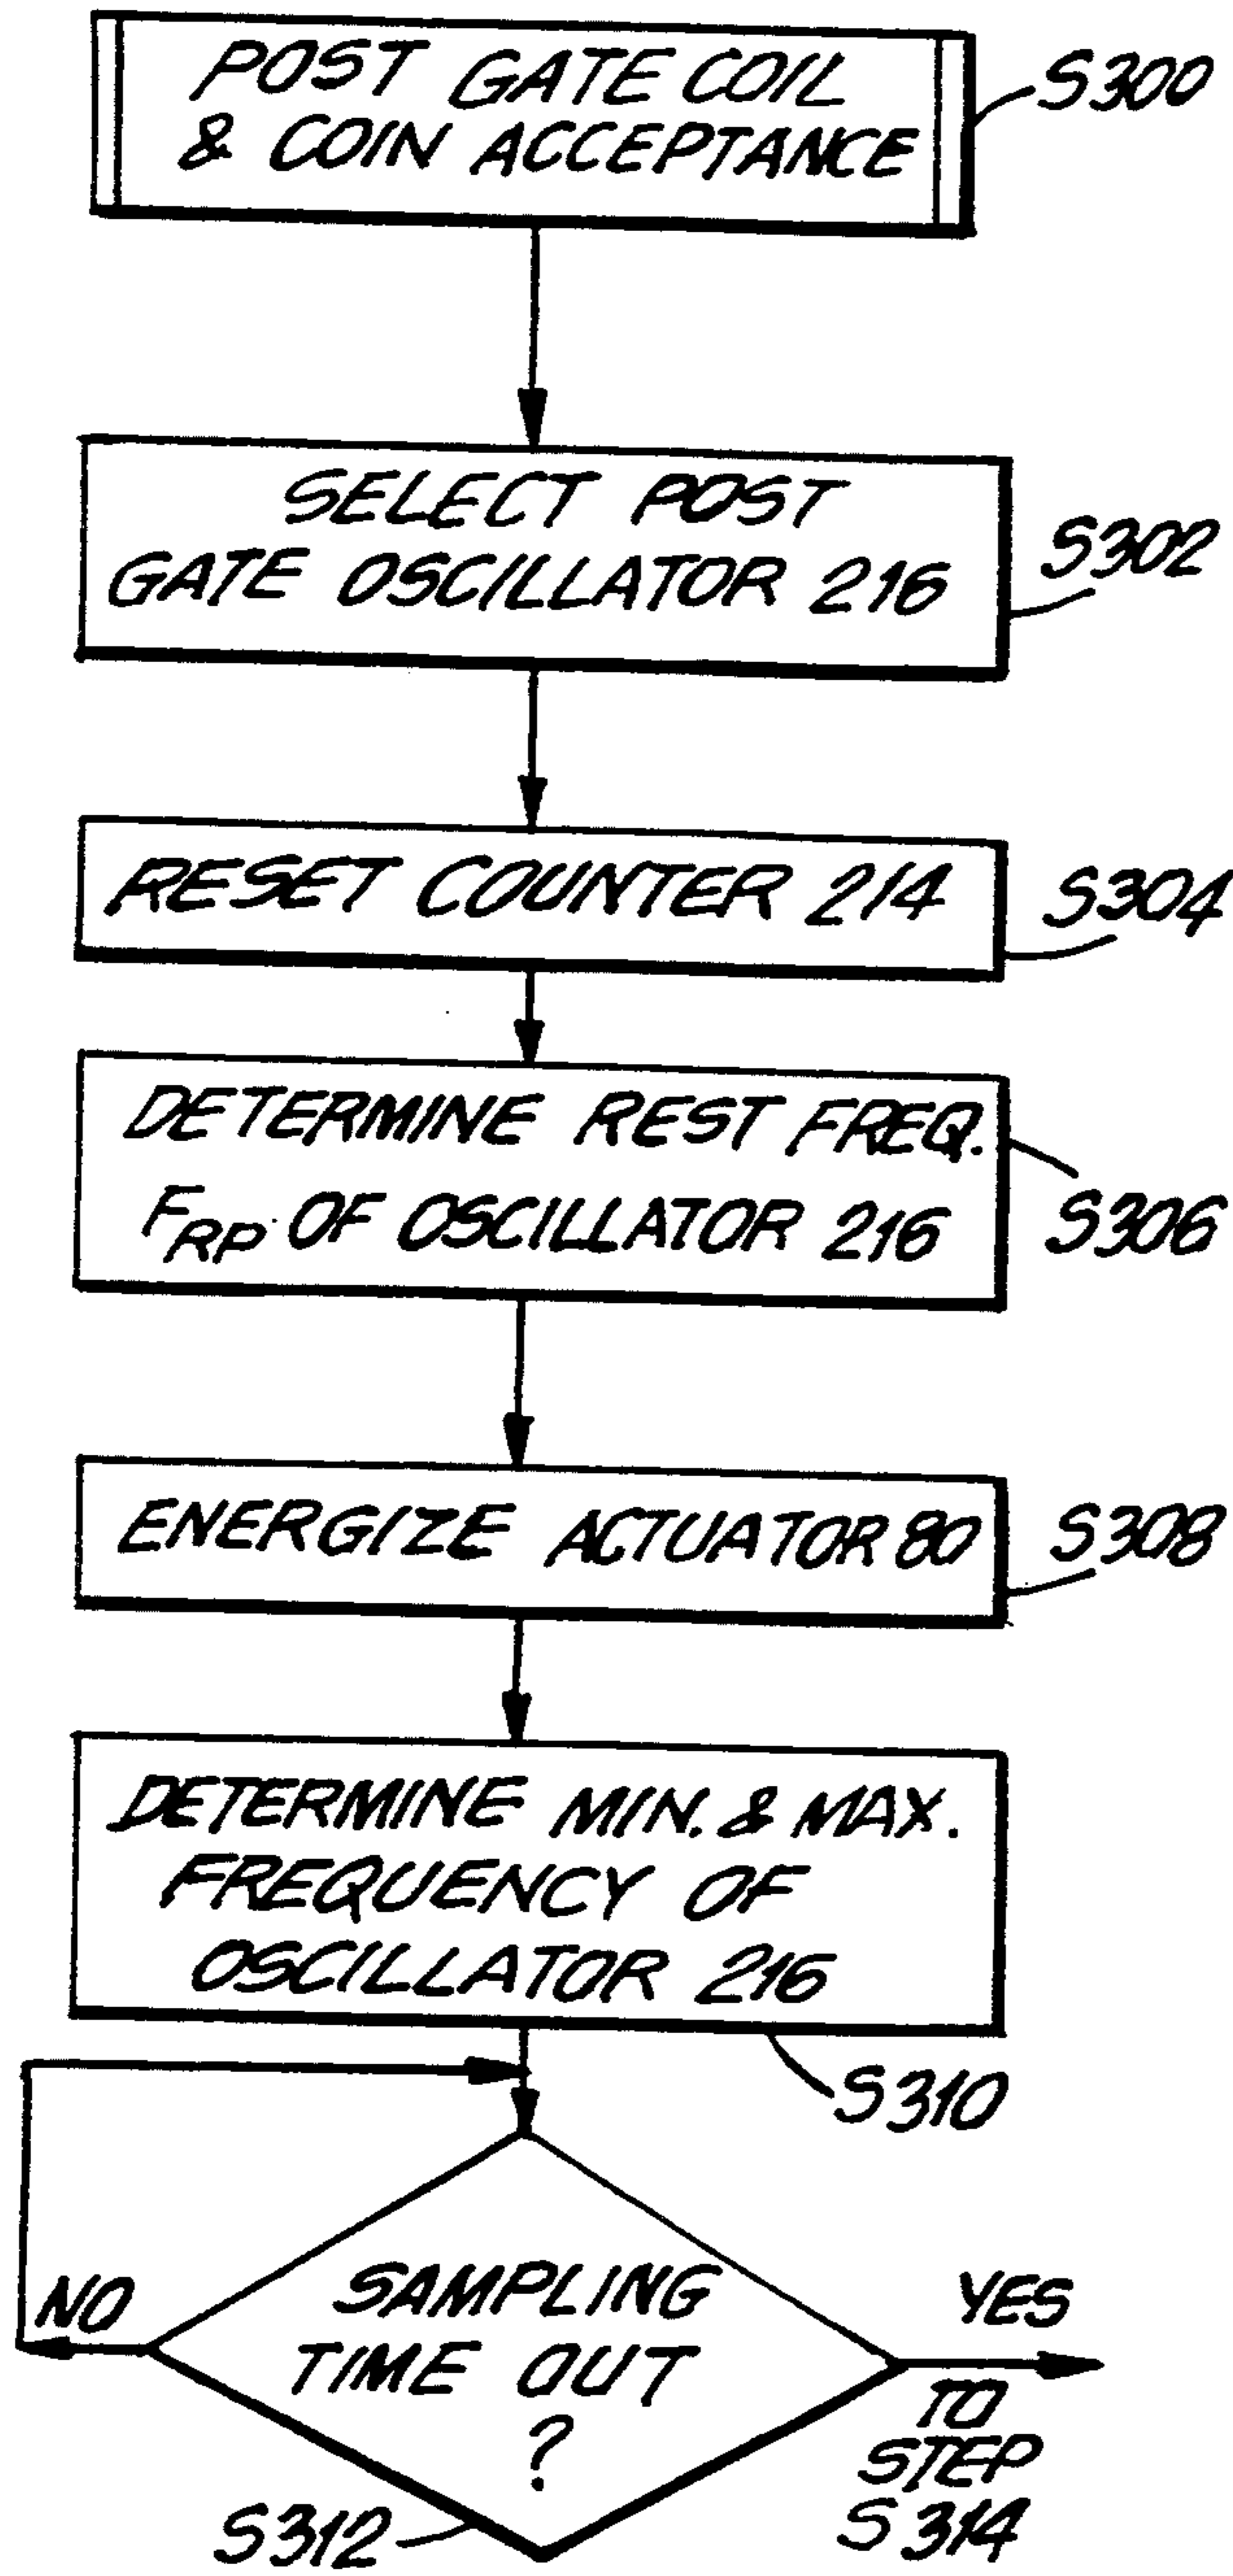 POST GATE COIL
& COIN ACCEPTANCE
S300
SELECT POST
GATE OSCILLATOR 216
S302
RESET COUNTER 214
S304
DETERMINE REST FREQ.
FRP OF OSCILLATOR 216
S306
ENERGIZE ACTUATOR 80
S308
DETERMINE MIN. & MAX.
FREQUENCY OF
OSCILLATOR 216
S310
SAMPLING
TIME OUT
?
NO
YES
TO
STEP
S314
S312